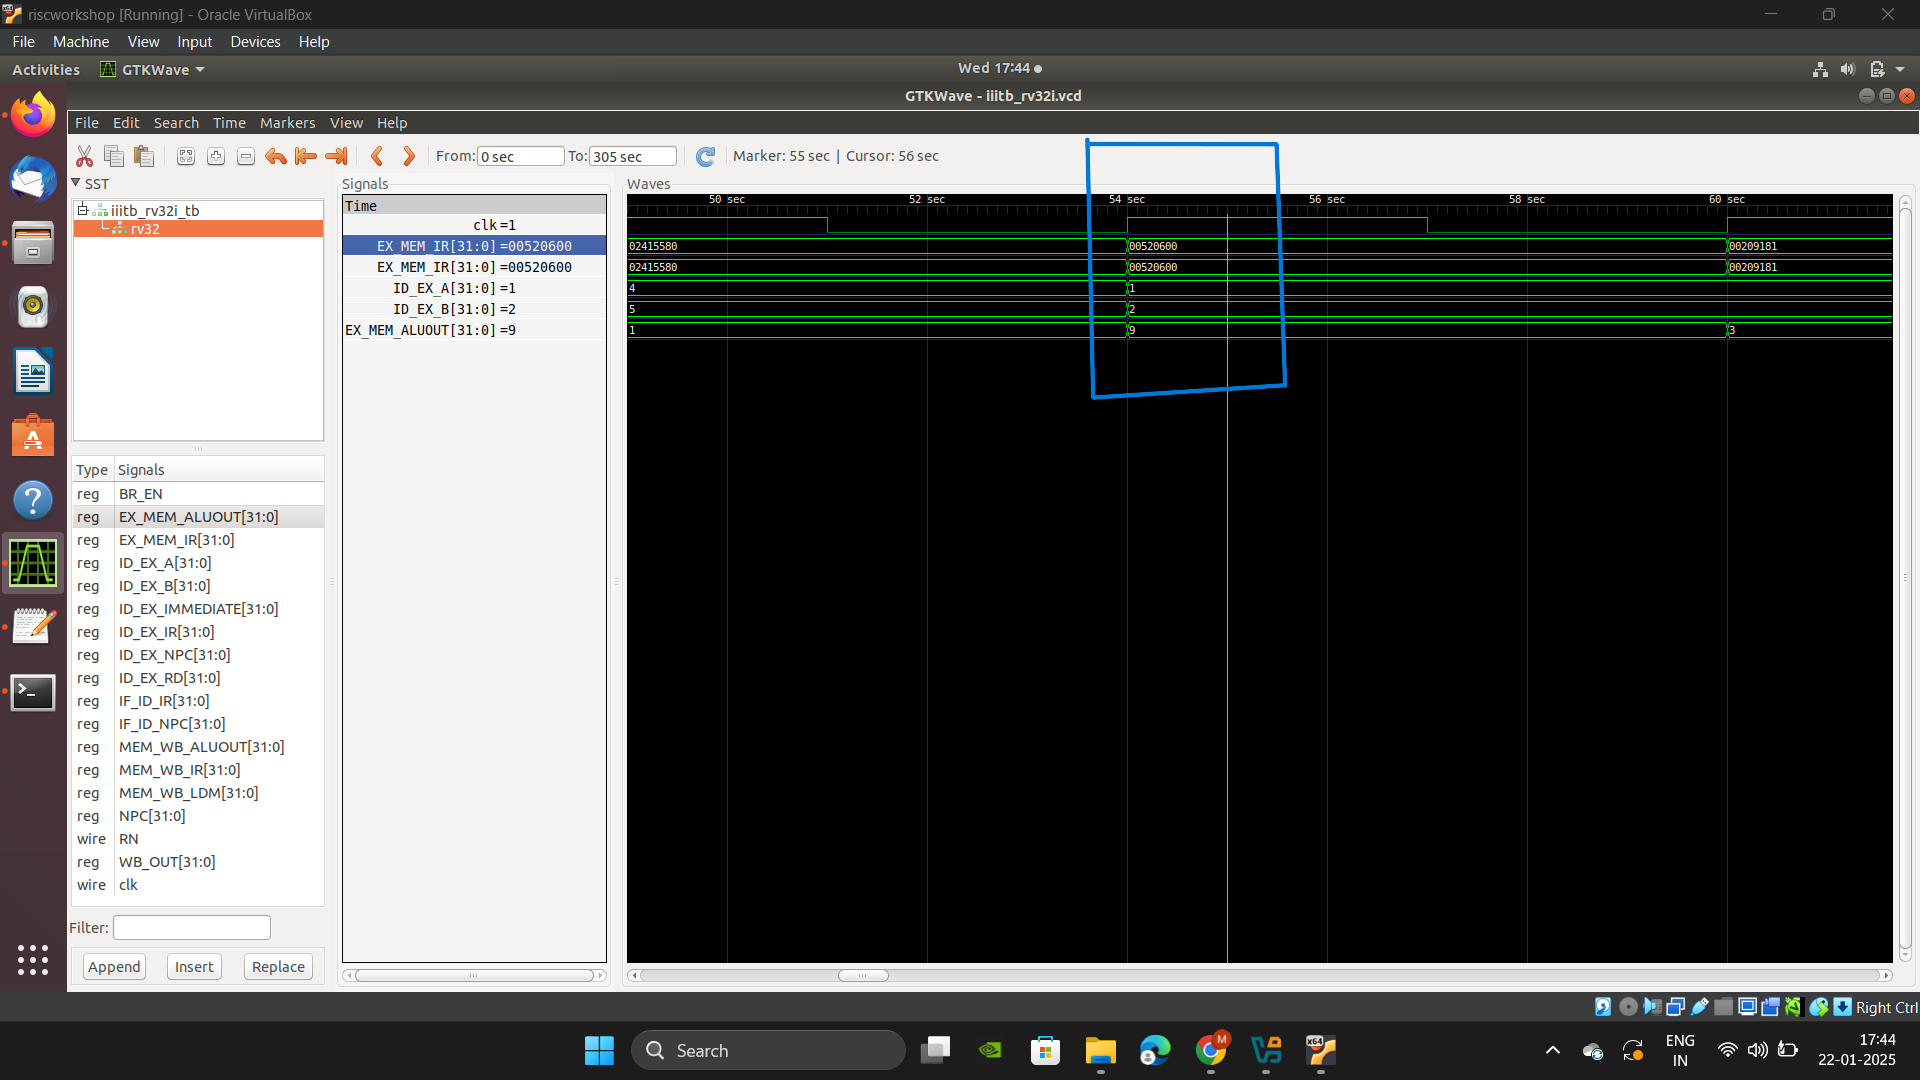 riscworkshop [Running] - Oracle VirtualBox
File Machine View Input Devices Help
Activities GTKWave Wed 17:44
GTKWave - iiitb_rv32i.vcd
File Edit Search Time Markers View Help
From: 0 sec To: 305 sec Marker: 55 sec | Cursor: 56 sec
SST
iiitb_rv32i_tb
rv32
Type Signals
reg BR_EN
reg EX_MEM_ALUOUT[31:0]
reg EX_MEM_IR[31:0]
reg ID_EX_A[31:0]
reg ID_EX_B[31:0]
reg ID_EX_IMMEDIATE[31:0]
reg ID_EX_IR[31:0]
reg ID_EX_NPC[31:0]
reg ID_EX_RD[31:0]
reg IF_ID_IR[31:0]
reg IF_ID_NPC[31:0]
reg MEM_WB_ALUOUT[31:0]
reg MEM_WB_IR[31:0]
reg MEM_WB_LDM[31:0]
reg NPC[31:0]
wire RN
reg WB_OUT[31:0]
wire clk
Filter:
Append Insert Replace
Signals
Time
clk=1
EX_MEM_IR[31:0]=00520600
EX_MEM_IR[31:0]=00520600
ID_EX_A[31:0]=1
ID_EX_B[31:0]=2
EX_MEM_ALUOUT[31:0]=9
Waves
50 sec 52 sec 54 sec 56 sec 58 sec 60 sec
02415580 00520600 00209181
02415580 00520600 00209181
4 1
5 2
1 9 3
Right Ctrl
Search
M
x64
ENG
IN
17:44
22-01-2025